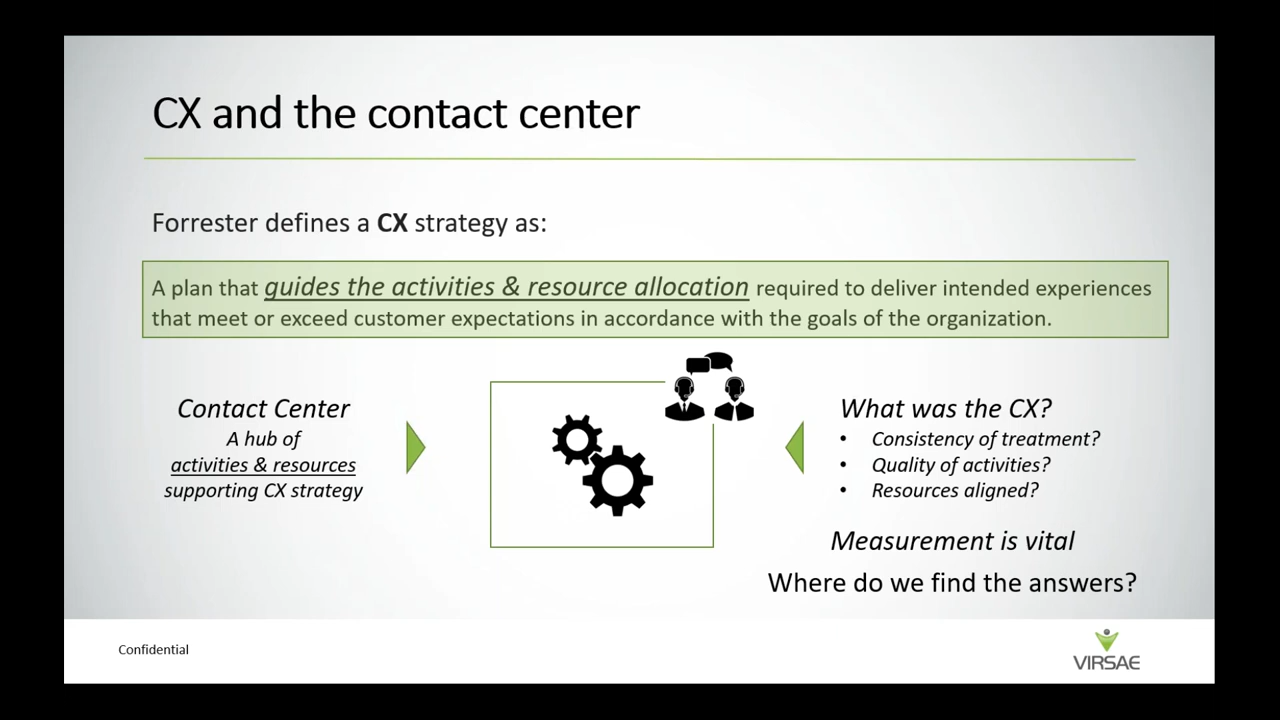 CX and the contact center
Forrester defines a CX strategy as:
A plan that guides the activities & resource allocation required to deliver intended experiences
that meet or exceed customer expectations in accordance with the goals of the organization.
Contact Center
A hub of
activities & resources
supporting CX strategy
What was the CX?
• Consistency of treatment?
• Quality of activities?
• Resources aligned?
Measurement is vital
Where do we find the answers?
Confidential
VIRSAE